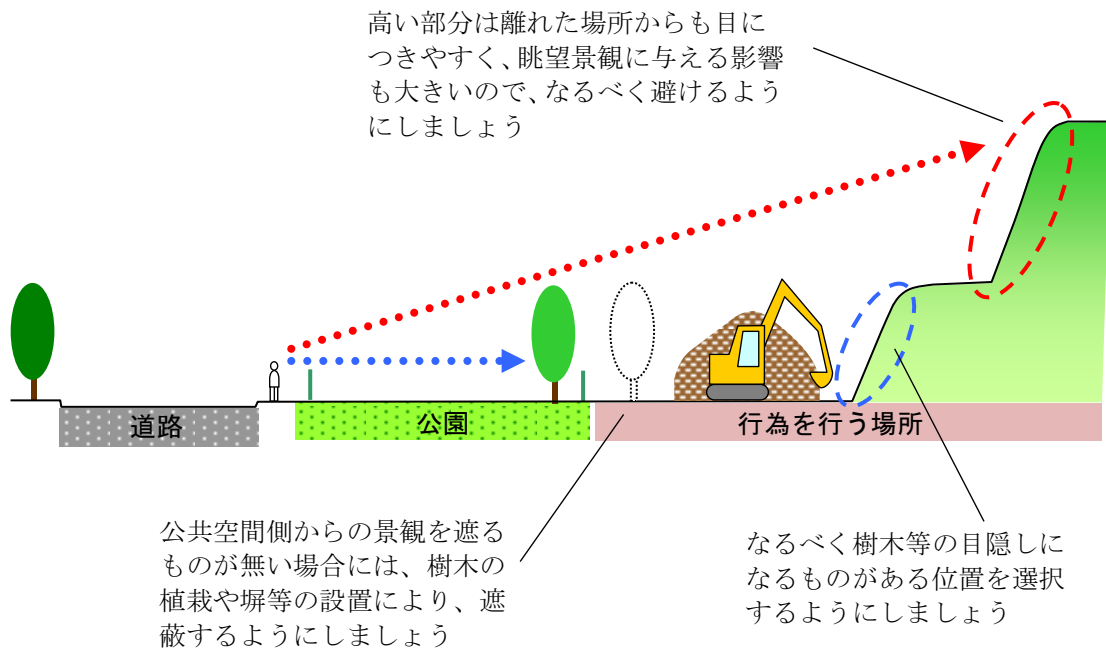 高い部分は離れた場所からも目に
つきやすく、眺望景観に与える影響
も大きいので、なるべく避けるよう
にしましょう
道路
公園
行為を行う場所
公共空間側からの景観を遮る
ものが無い場合には、樹木の
植栽や塀等の設置により、遮
蔽するようにしましょう
なるべく樹木等の目隠しに
なるものがある位置を選択
するようにしましょう